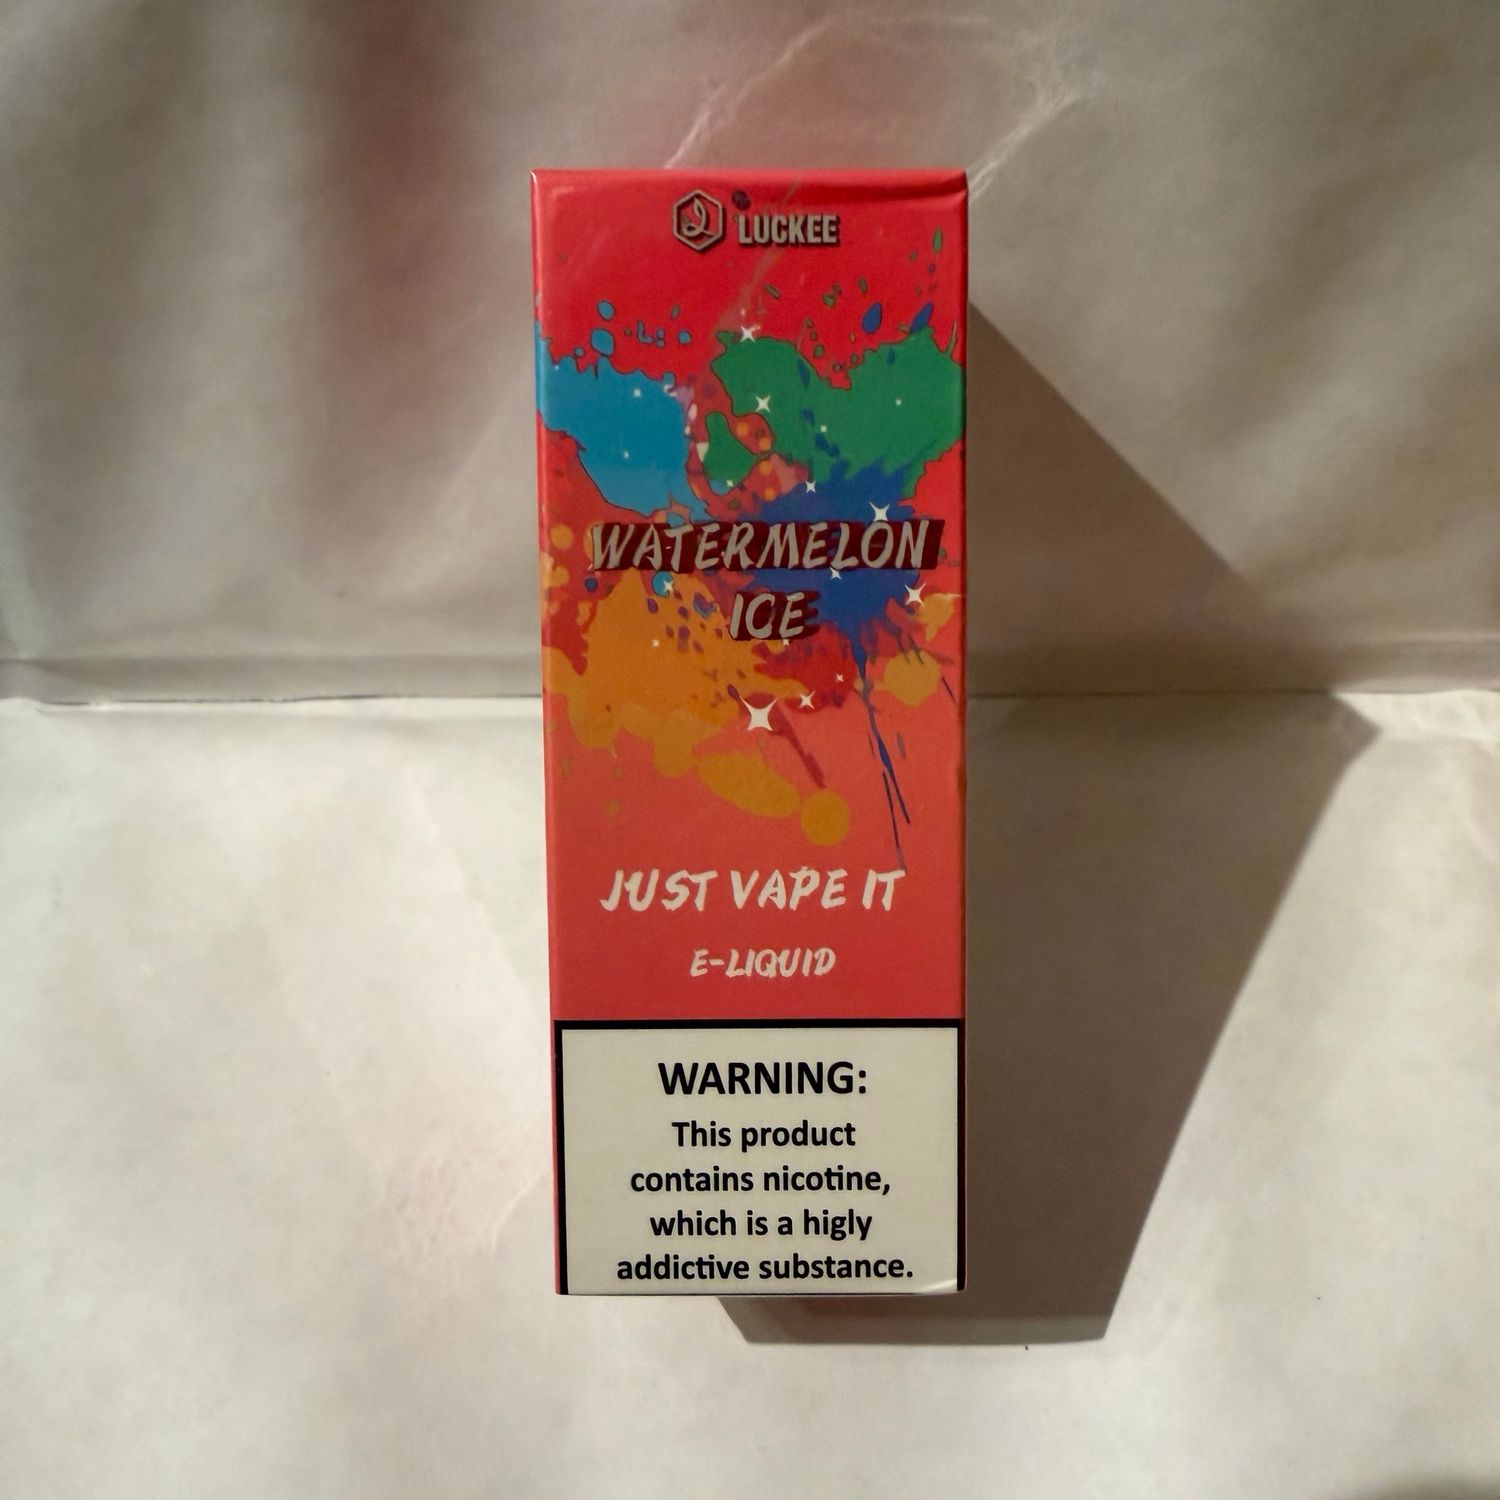 LUCKEE
WATERMELON
ICE
JUST VAPE IT
E-LIQUID
WARNING:
This product
contains nicotine,
which is a higly
addictive substance.